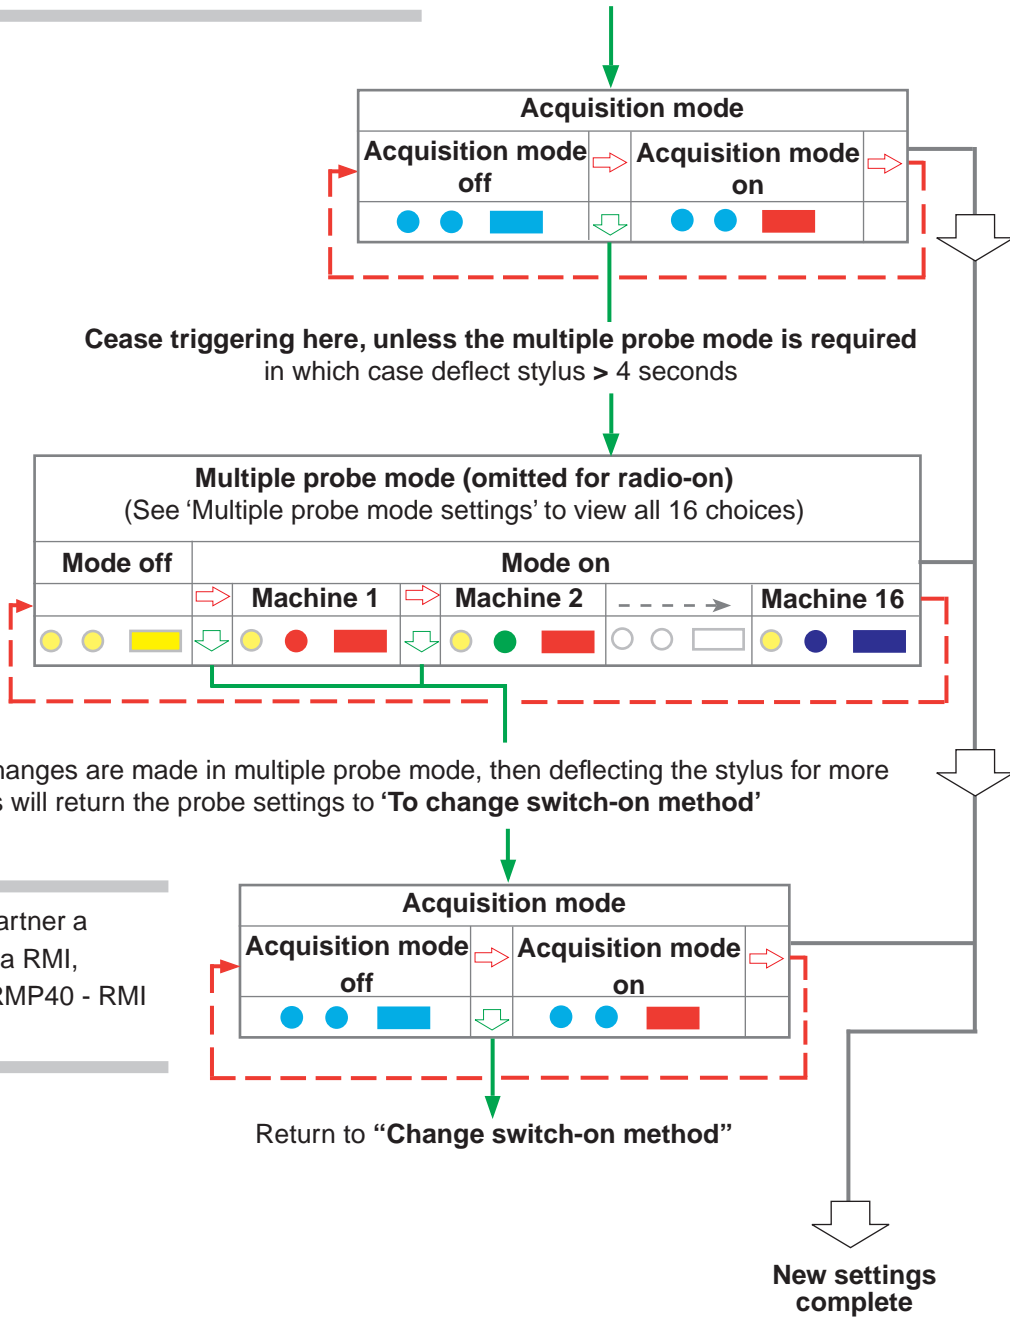 Acquisition mode
Acquisition mode off
Acquisition mode on
Cease triggering here, unless the multiple probe mode is required
in which case deflect stylus > 4 seconds
Multiple probe mode (omitted for radio-on)
(See ‘Multiple probe mode settings’ to view all 16 choices)
Mode off
Mode on
Machine 1
Machine 2
Machine 16
hanges are made in multiple probe mode, then deflecting the stylus for more
s will return the probe settings to ‘To change switch-on method’
artner a
a RMI,
RMP40 - RMI
Acquisition mode
Acquisition mode off
Acquisition mode on
Return to “Change switch-on method”
New settings
complete